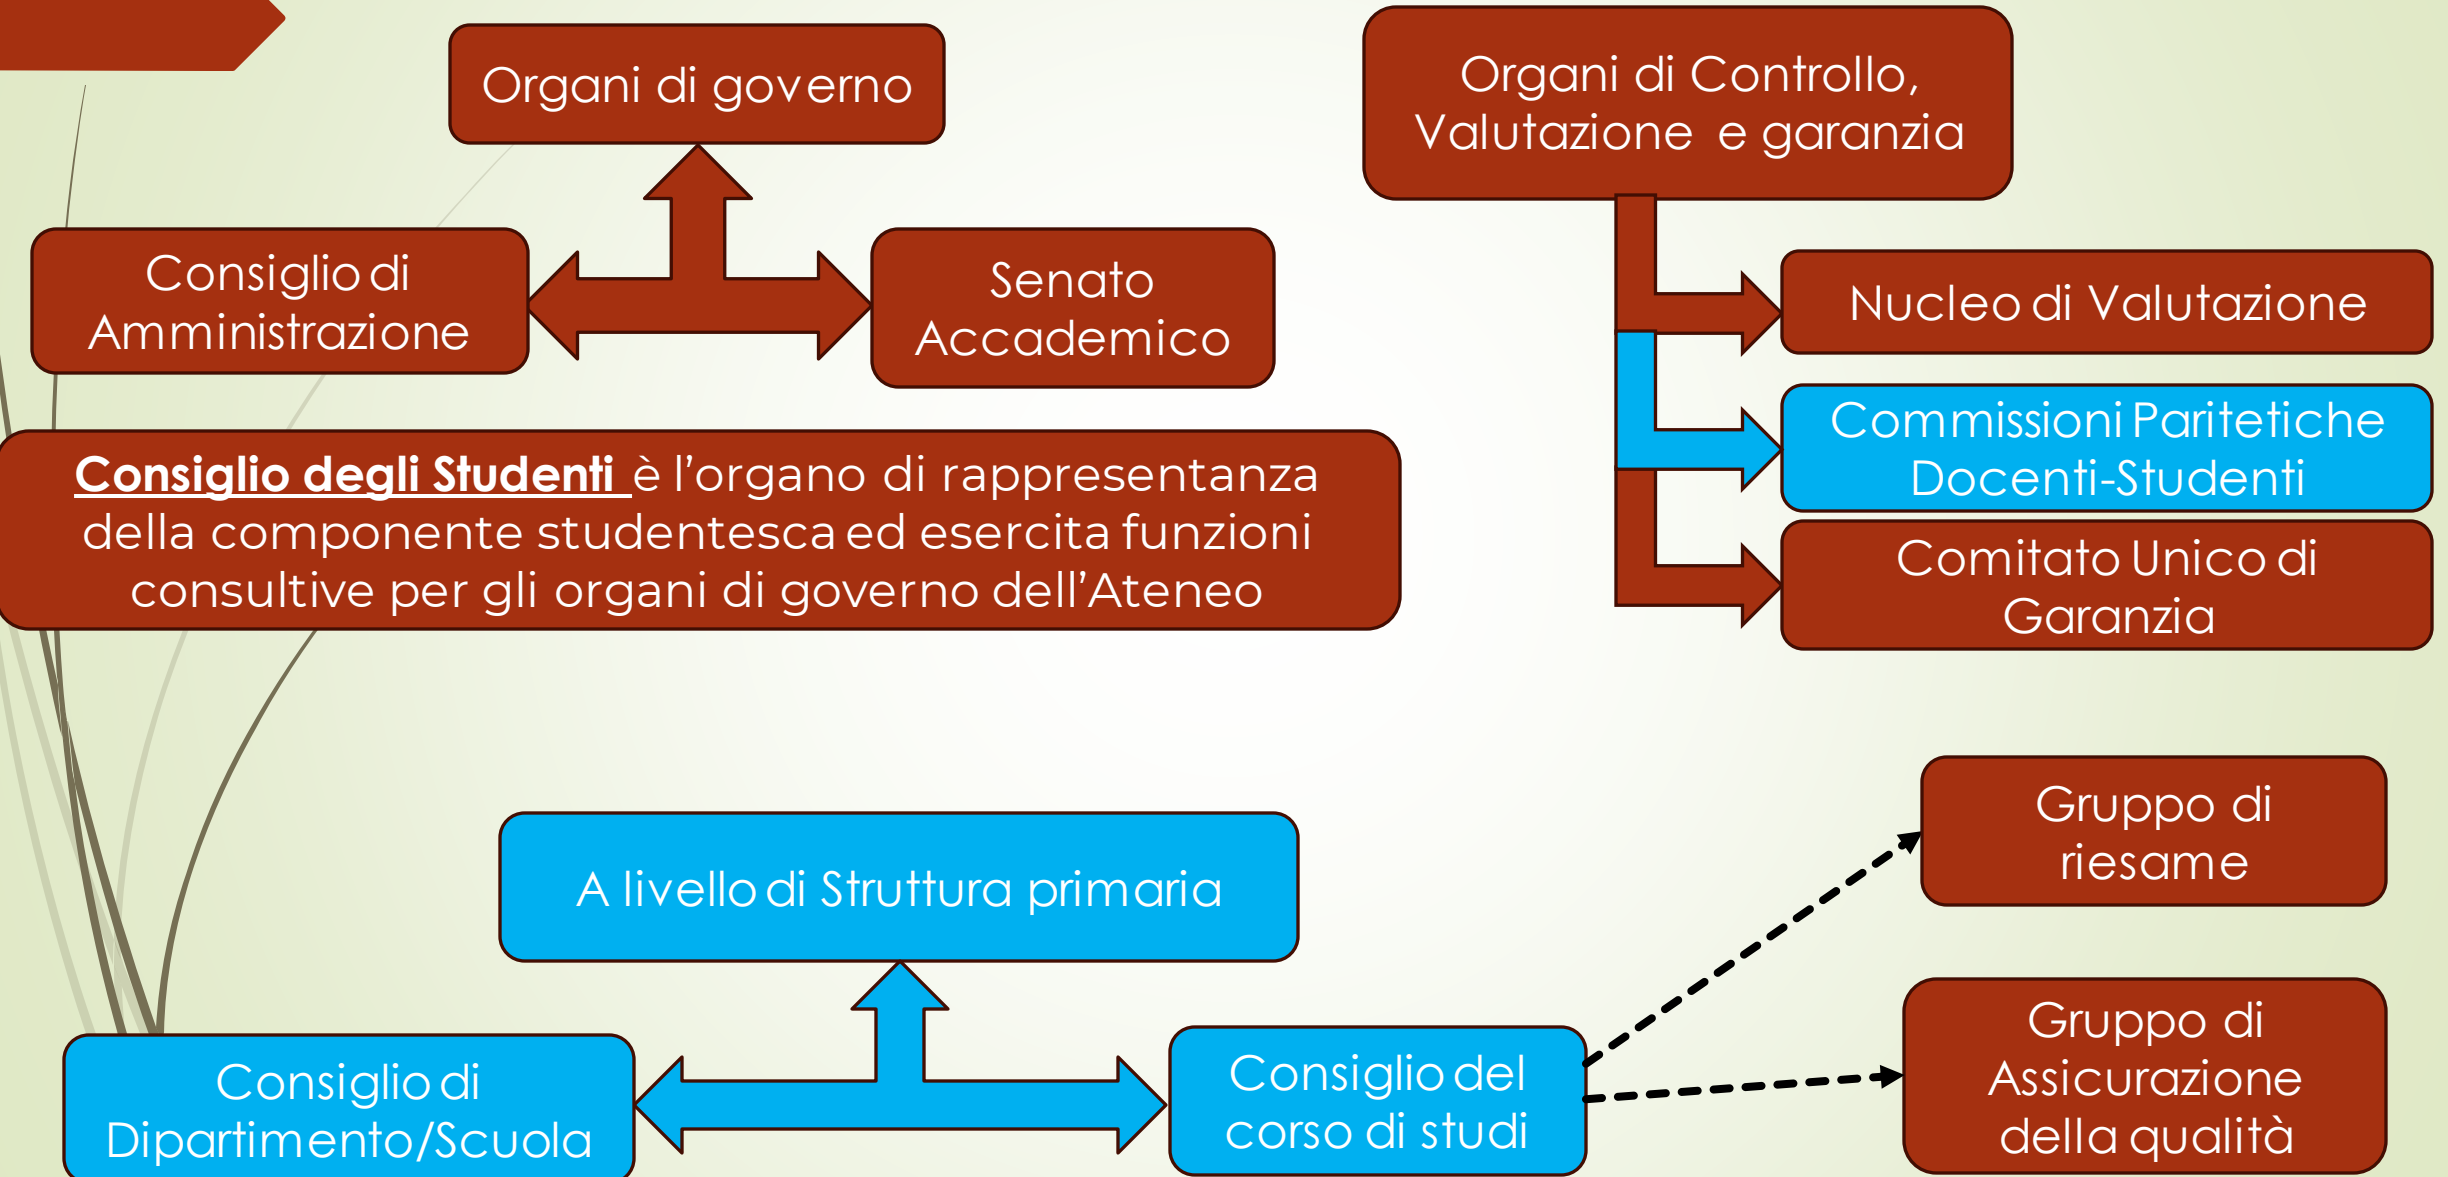 Organi di governo
Consiglio di
Amministrazione
Senato
Accademico
Consiglio degli Studenti è l’organo di rappresentanza
della componente studentesca ed esercita funzioni
consultive per gli organi di governo dell’Ateneo
Organi di Controllo,
Valutazione e garanzia
Nucleo di Valutazione
Commissioni Paritetiche
Docenti-Studenti
Comitato Unico di
Garanzia
A livello di Struttura primaria
Consiglio di
Dipartimento/Scuola
Consiglio del
corso di studi
Gruppo di
riesame
Gruppo di
Assicurazione
della qualità